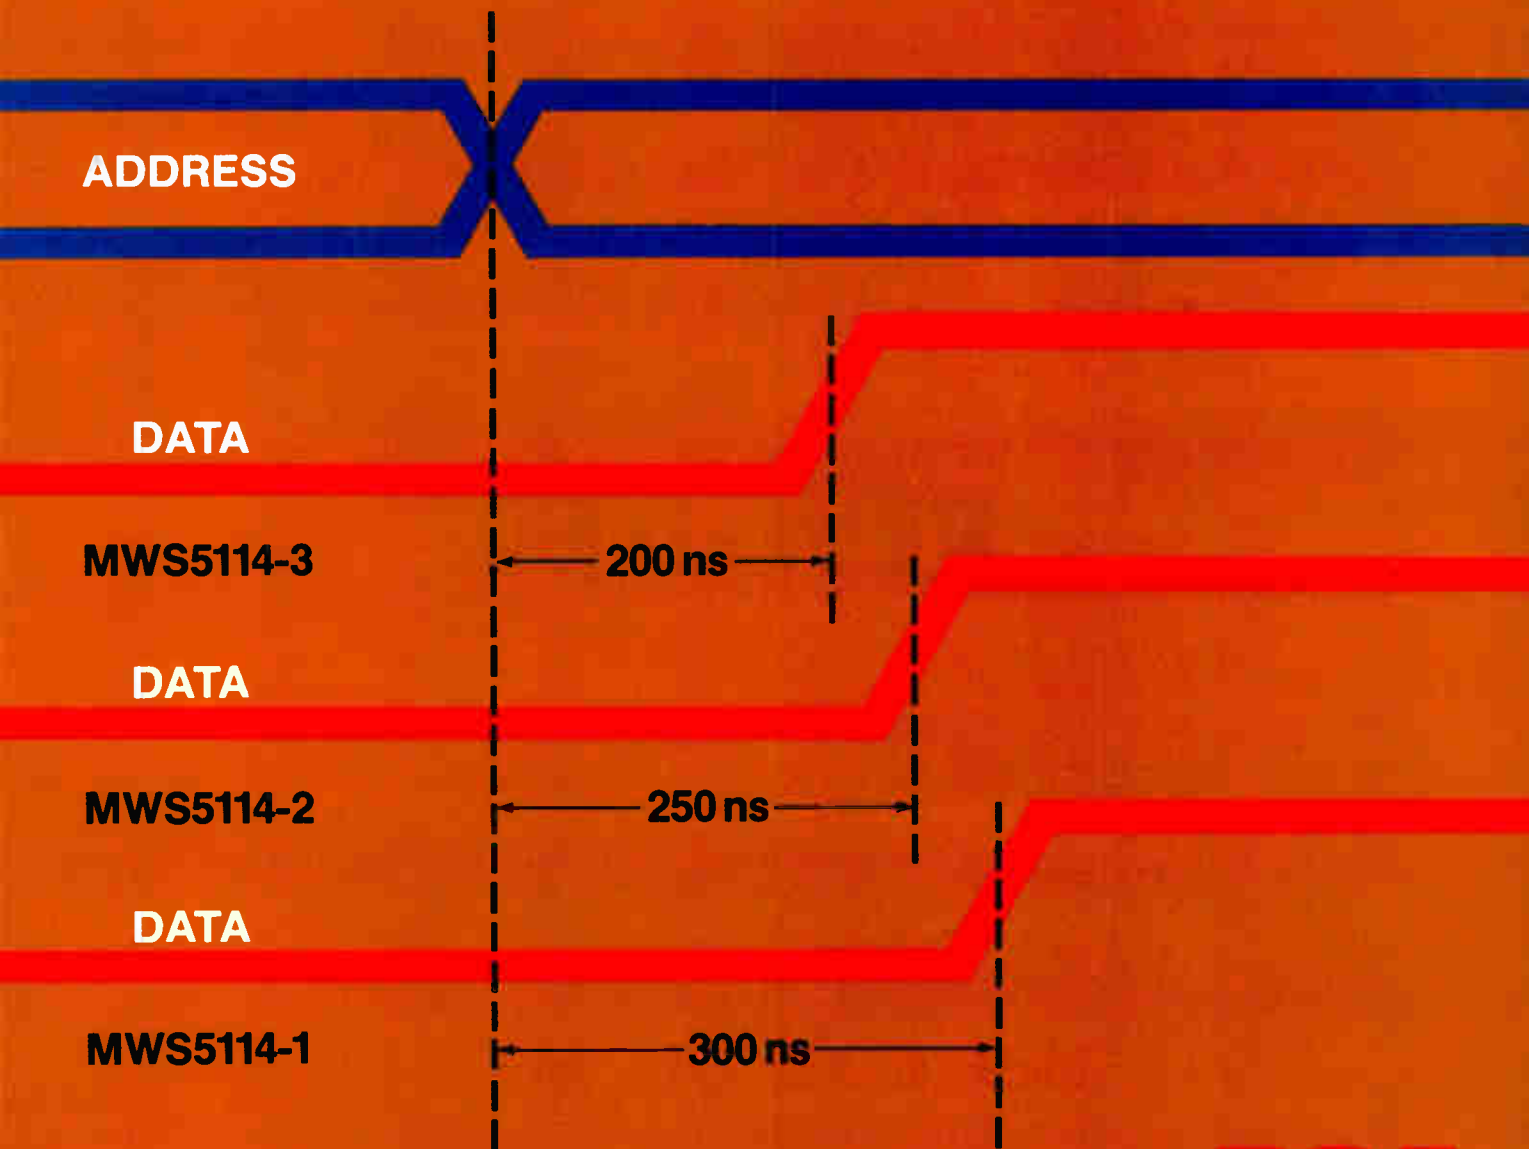 ADDRESS
DATA
MWS5114-3
200 ns
DATA
MWS5114-2
250 ns
DATA
MWS5114-1
300 ns